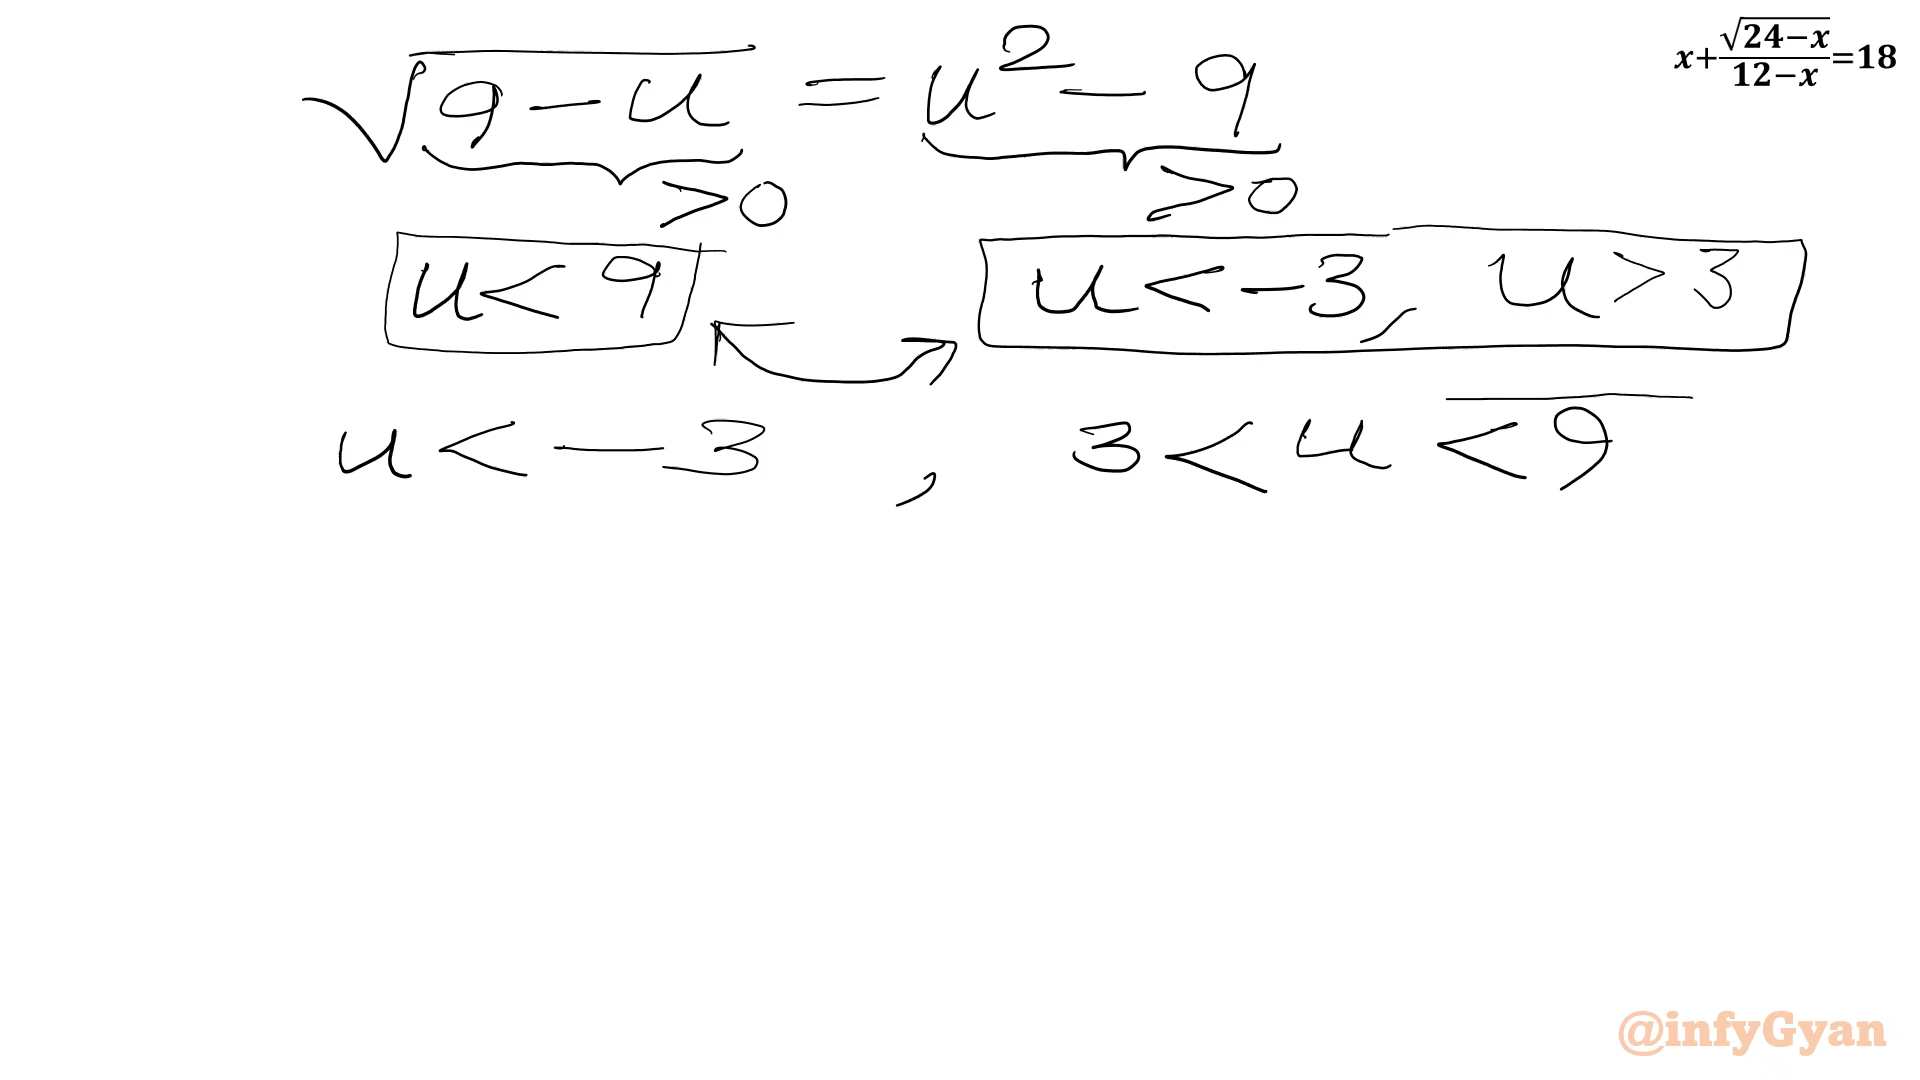 √(9-u) = u² - 9
x+√(24-x)/(12-x)=18
>0 >0
u<9 u<-3, u>3
u<-3 , 3<u<9
@infyGyan